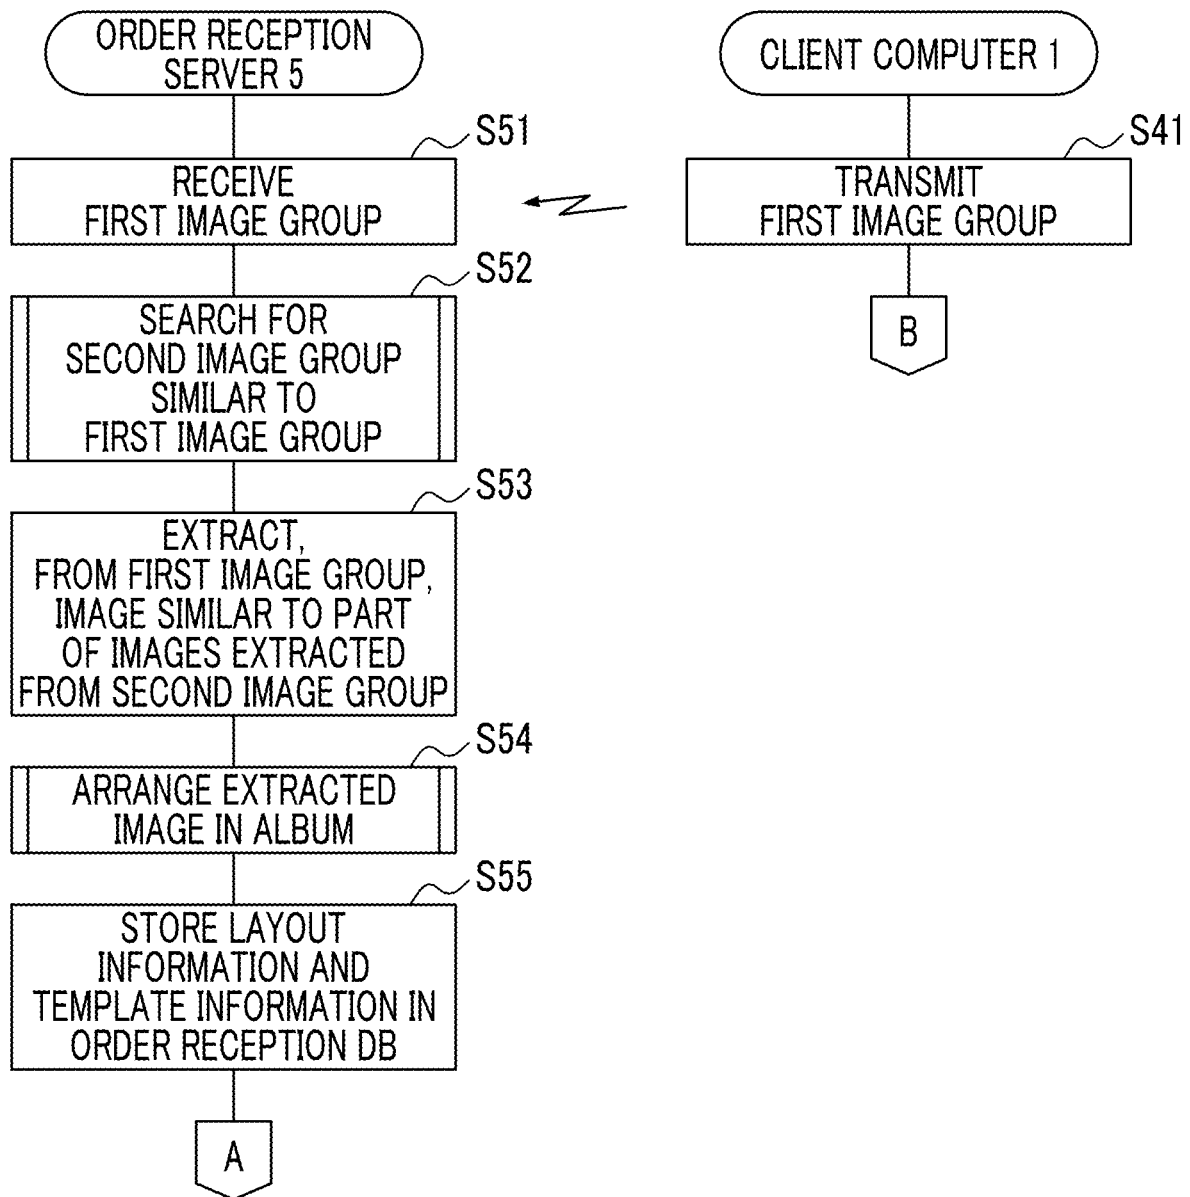 ORDER RECEPTION
SERVER 5
S51
RECEIVE
FIRST IMAGE GROUP
S52
SEARCH FOR
SECOND IMAGE GROUP
SIMILAR TO
FIRST IMAGE GROUP
S53
EXTRACT,
FROM FIRST IMAGE GROUP,
IMAGE SIMILAR TO PART
OF IMAGES EXTRACTED
FROM SECOND IMAGE GROUP
S54
ARRANGE EXTRACTED
IMAGE IN ALBUM
S55
STORE LAYOUT
INFORMATION AND
TEMPLATE INFORMATION IN
ORDER RECEPTION DB
A
CLIENT COMPUTER 1
S41
TRANSMIT
FIRST IMAGE GROUP
B